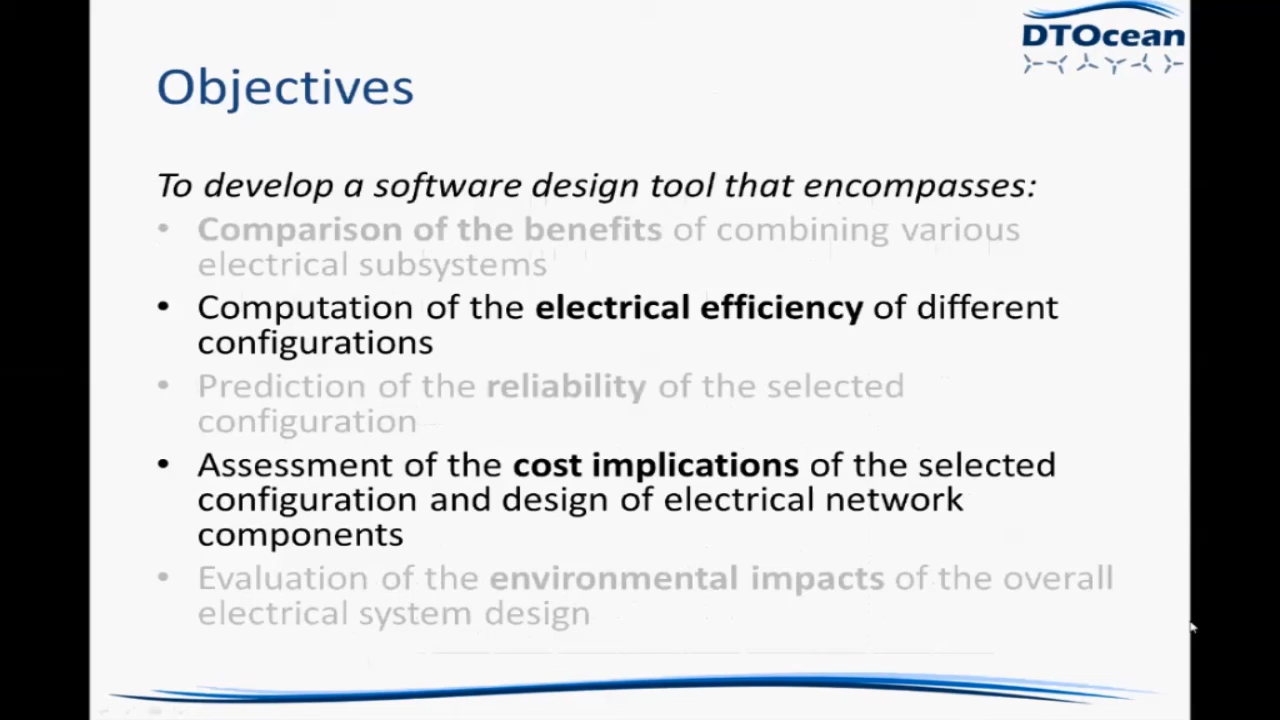 DTOcean
Objectives
To develop a software design tool that encompasses:
• Comparison of the benefits of combining various
electrical subsystems
• Computation of the electrical efficiency of different
configurations
• Prediction of the reliability of the selected
configuration
• Assessment of the cost implications of the selected
configuration and design of electrical network
components
• Evaluation of the environmental impacts of the overall
electrical system design